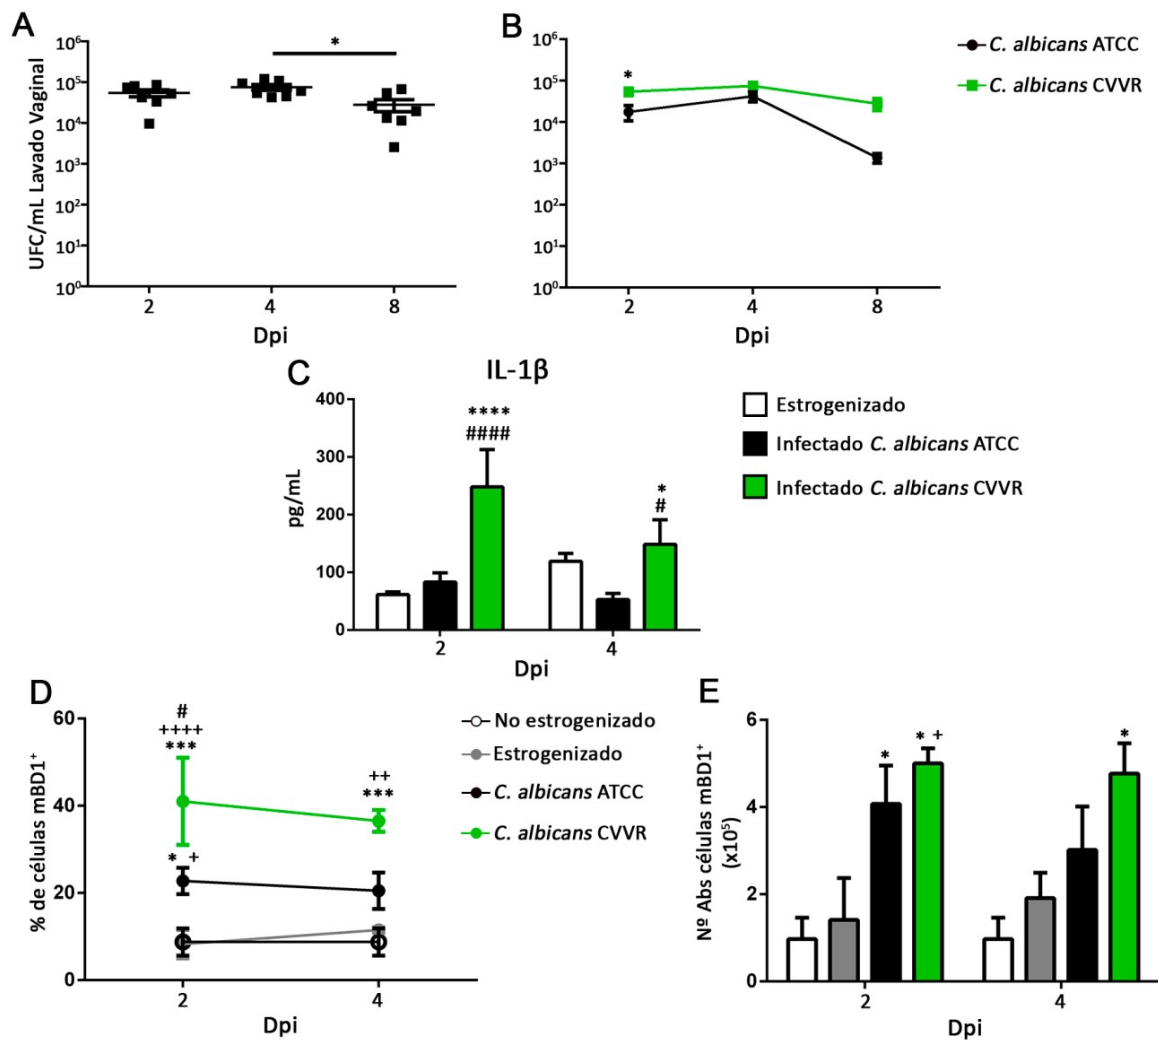 A
UFC/mL Lavado Vaginal
10⁶
10⁵
10⁴
10³
10²
10¹
10⁰
*
2 4 8
Dpi
B
10⁶
10⁵
10⁴
10³
10²
10¹
10⁰
*
2 4 8
Dpi
C. albicans ATCC
C. albicans CVVR
C
IL-1β
pg/mL
400
300
200
100
0
****
####
*
#
2 4
Dpi
Estrogenizado
Infectado C. albicans ATCC
Infectado C. albicans CVVR
D
% de células mBD1⁺
60
40
20
0
#
++++
***
* +
++
***
2 4
Dpi
No estrogenizado
Estrogenizado
C. albicans ATCC
C. albicans CVVR
E
Nº Abs células mBD1⁺
(x10⁵)
6
4
2
0
*
* +
*
2 4
Dpi